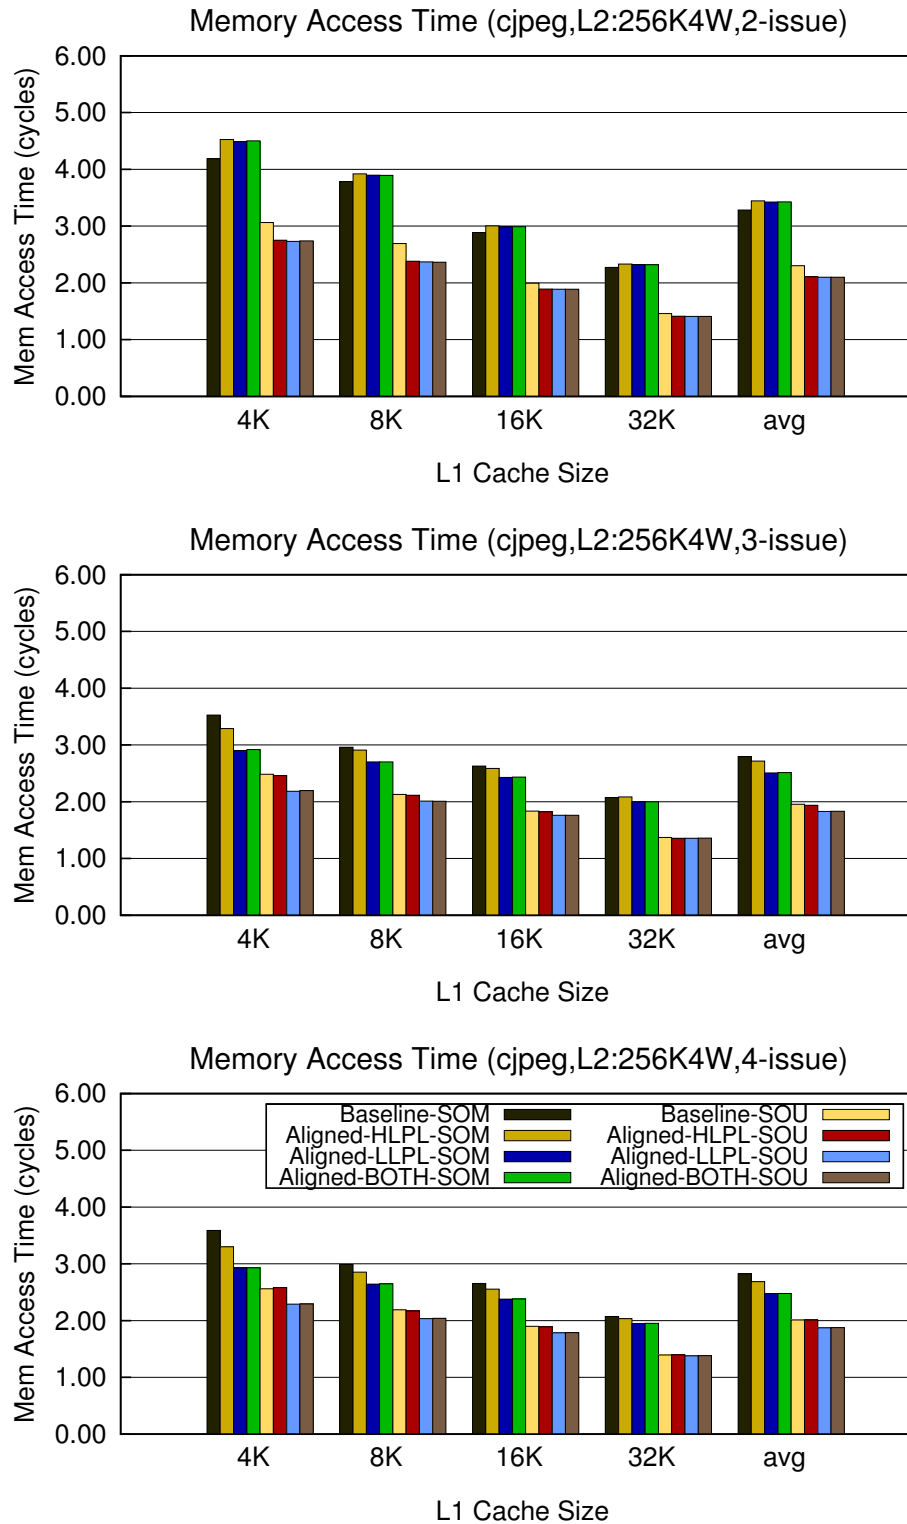 Memory Access Time (cjpeg,L2:256K4W,2-issue)
Mem Access Time (cycles)
6.00
5.00
4.00
3.00
2.00
1.00
0.00
4K 8K 16K 32K avg
L1 Cache Size
Memory Access Time (cjpeg,L2:256K4W,3-issue)
Mem Access Time (cycles)
6.00
5.00
4.00
3.00
2.00
1.00
0.00
4K 8K 16K 32K avg
L1 Cache Size
Memory Access Time (cjpeg,L2:256K4W,4-issue)
Mem Access Time (cycles)
6.00
5.00
4.00
3.00
2.00
1.00
0.00
Baseline-SOM Baseline-SOU
Aligned-HLPL-SOM Aligned-HLPL-SOU
Aligned-LLPL-SOM Aligned-LLPL-SOU
Aligned-BOTH-SOM Aligned-BOTH-SOU
4K 8K 16K 32K avg
L1 Cache Size